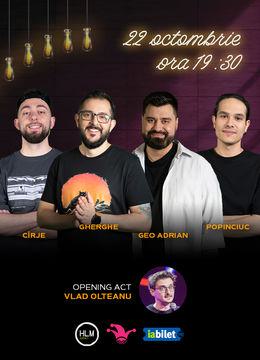 22 octombrie
ora 19:30
CÎRJE
GHERGHE
GEO ADRIAN
POPINCIUC
OPENING ACT
VLAD OLTEANU
HLM
iabilet